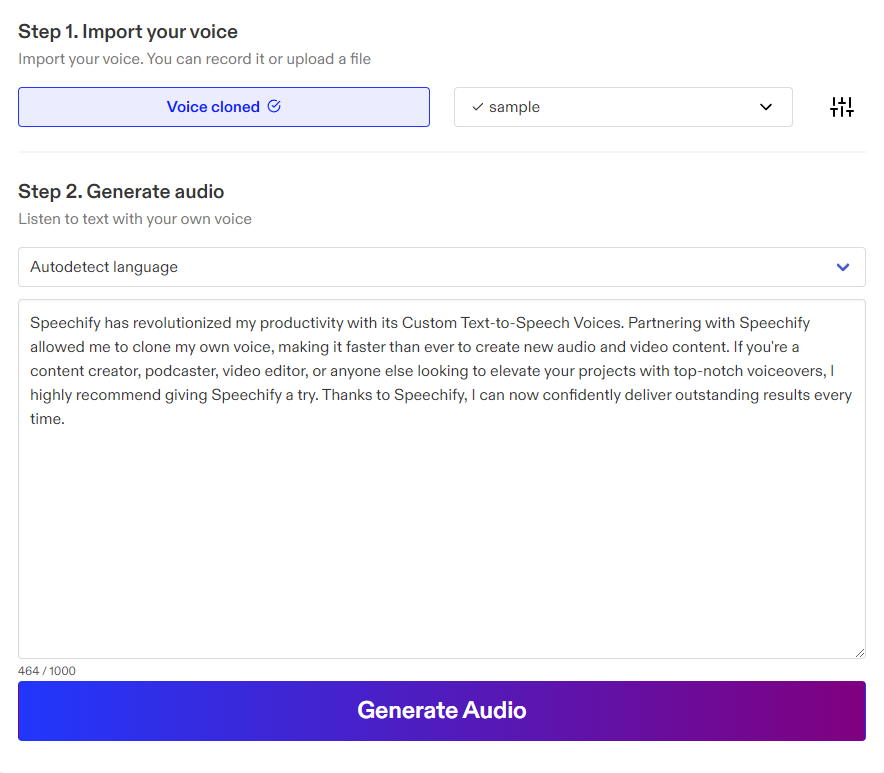 Step 1. Import your voice
Import your voice. You can record it or upload a file
Voice cloned
sample
Step 2. Generate audio
Listen to text with your own voice
Autodetect language
Speechify has revolutionized my productivity with its Custom Text-to-Speech Voices. Partnering with Speechify
allowed me to clone my own voice, making it faster than ever to create new audio and video content. If you're a
content creator, podcaster, video editor, or anyone else looking to elevate your projects with top-notch voiceovers, I
highly recommend giving Speechify a try. Thanks to Speechify, I can now confidently deliver outstanding results every
time.
464 / 1000
Generate Audio